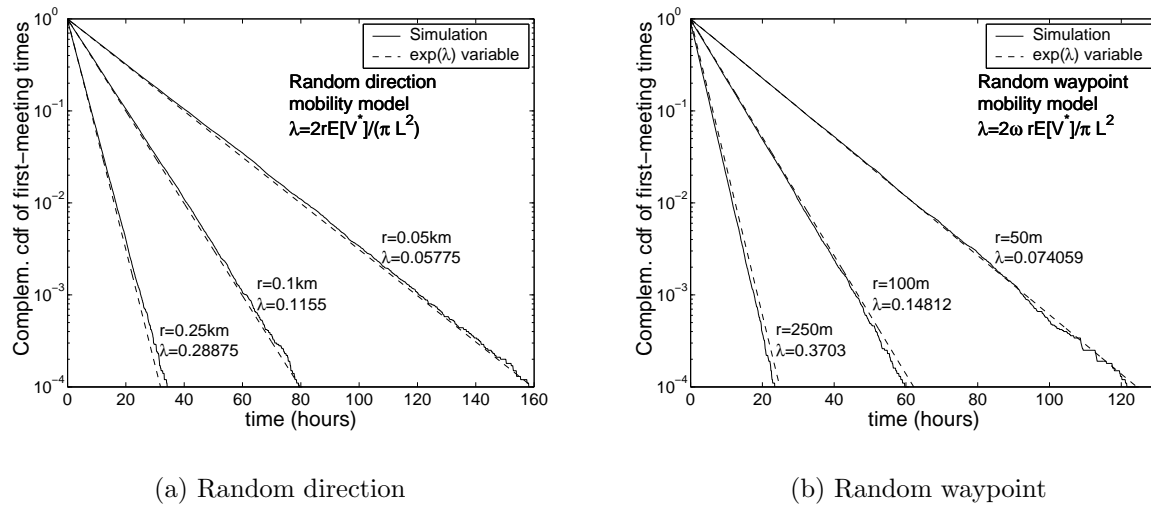 Complem. cdf of first−meeting times
10^0
10^−1
10^−2
10^−3
10^−4
Simulation
exp(λ) variable
Random direction
mobility model
λ=2rE[V*]/(π L^2)
r=0.05km
λ=0.05775
r=0.1km
λ=0.1155
r=0.25km
λ=0.28875
0 20 40 60 80 100 120 140 160
time (hours)
(a) Random direction
Complem. cdf of first−meeting times
10^0
10^−1
10^−2
10^−3
10^−4
Simulation
exp(λ) variable
Random waypoint
mobility model
λ=2ω rE[V*]/π L^2
r=50m
λ=0.074059
r=100m
λ=0.14812
r=250m
λ=0.3703
0 20 40 60 80 100 120
time (hours)
(b) Random waypoint